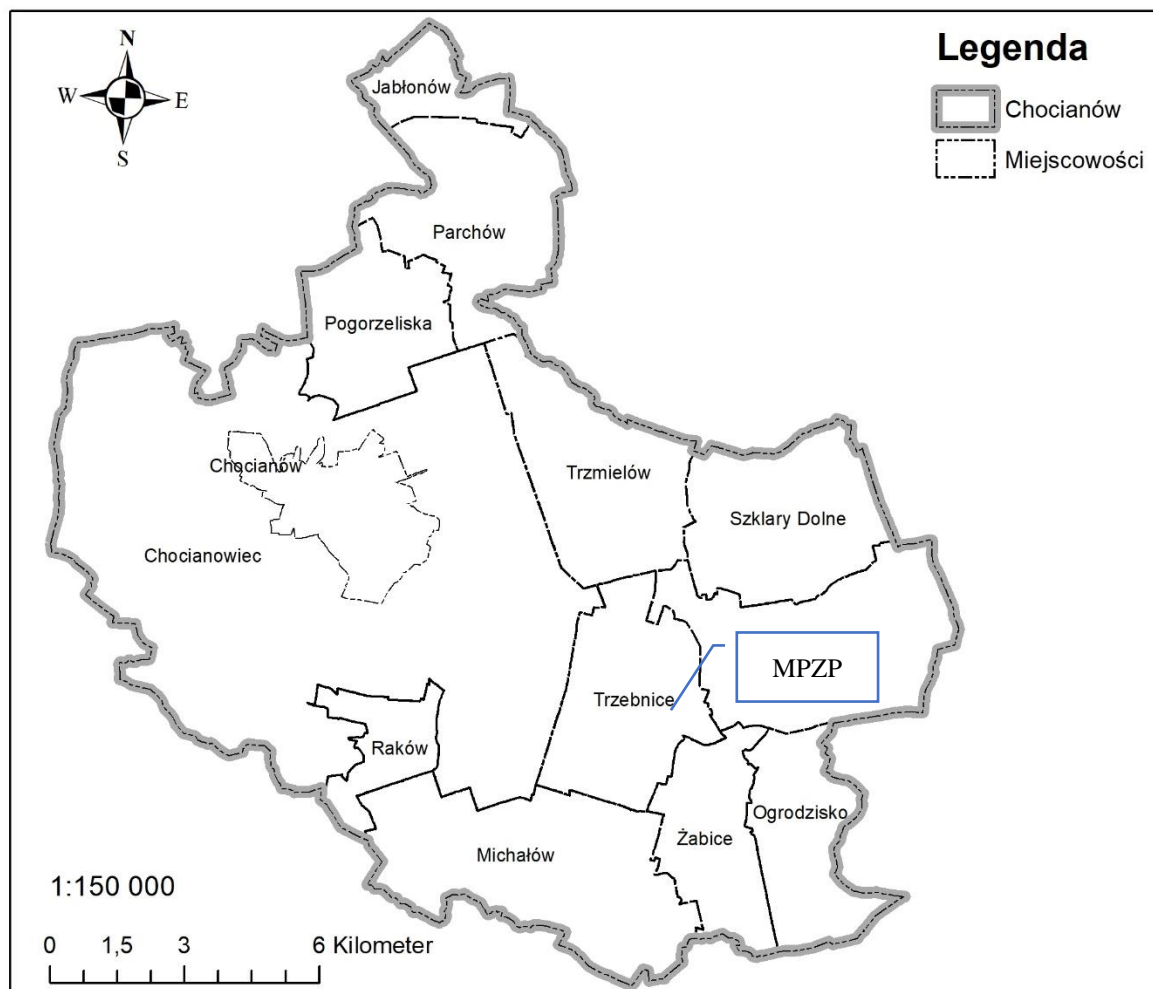 N
W E
S
Legenda
Chocianów
Miejscowości
Jabłonów
Parchów
Pogorzeliska
Chocianów
Trzmielów
Szklary Dolne
Chocianowiec
MPZP
Trzebnice
Raków
Ogrodzisko
Żabice
Michałów
1:150 000
0 1,5 3 6 Kilometer